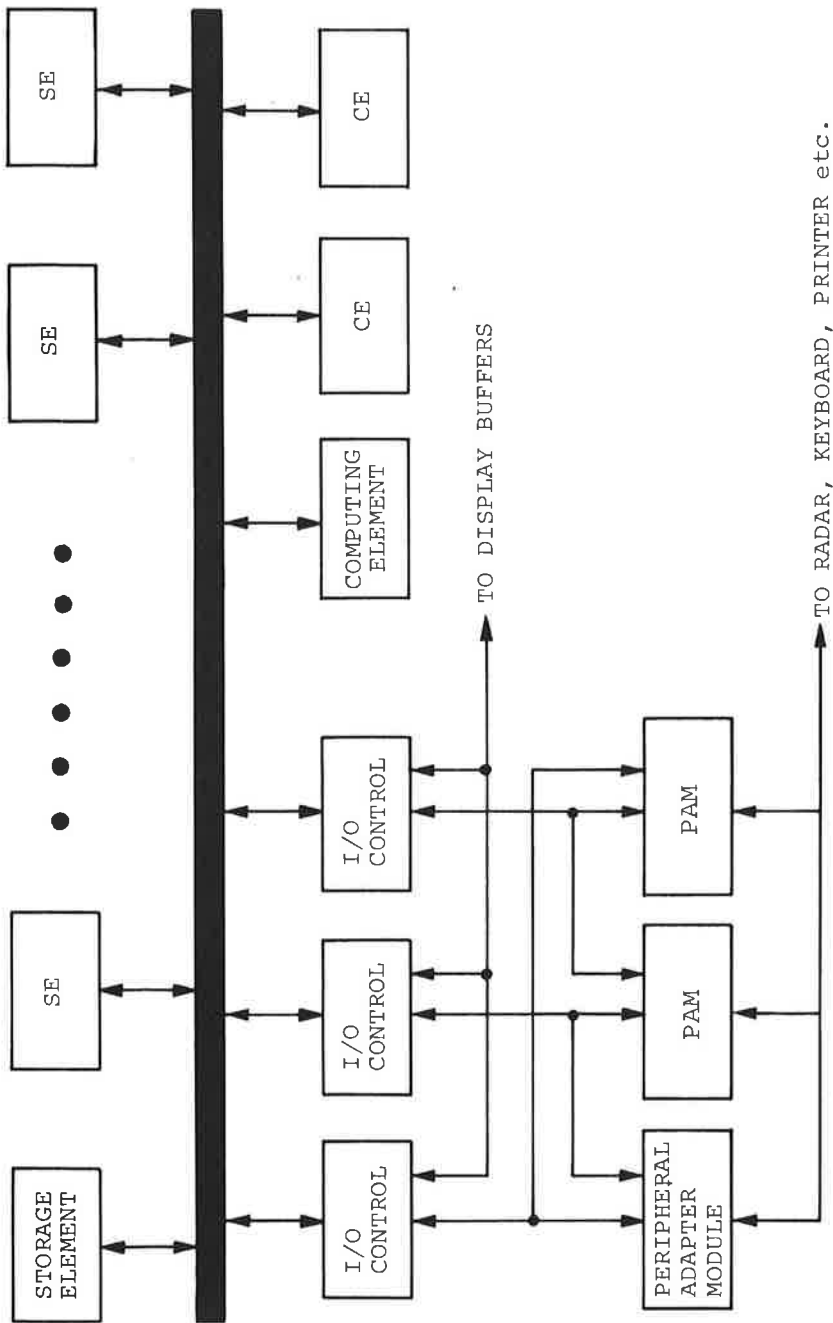 STORAGE
ELEMENT
SE
SE
SE
I/O
CONTROL
I/O
CONTROL
I/O
CONTROL
COMPUTING
ELEMENT
CE
CE
TO DISPLAY BUFFERS
PERIPHERAL
ADAPTER
MODULE
PAM
PAM
TO RADAR, KEYBOARD, PRINTER etc.